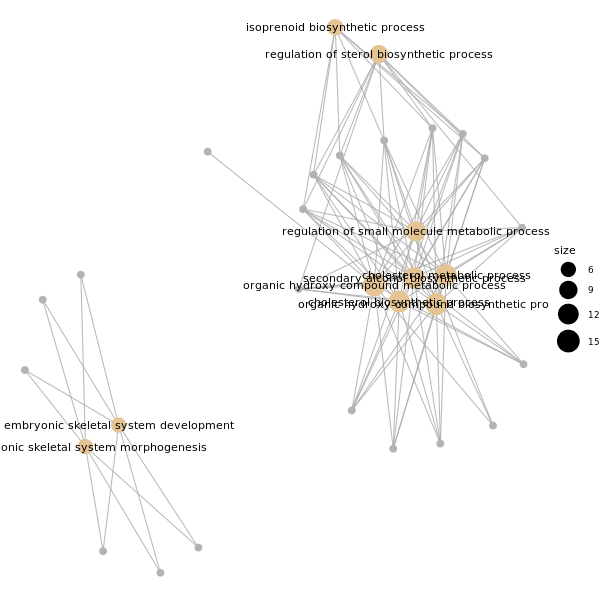 isoprenoid biosynthetic process
regulation of sterol biosynthetic process
regulation of small molecule metabolic process
size
6
cholesterol metabolic process
secondary alcohol biosynthetic process
organic hydroxy compound metabolic process
9
cholesterol biosynthetic process
organic hydroxy compound biosynthetic pro
12
15
embryonic skeletal system development
onic skeletal system morphogenesis